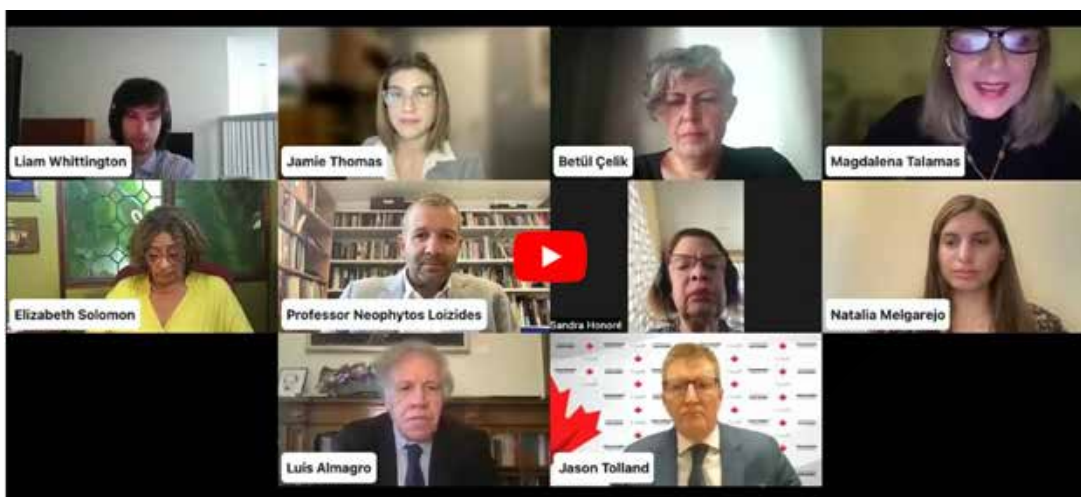 Liam Whittington
Jamie Thomas
Betül Çelik
Magdalena Talamas
Elizabeth Solomon
Professor Neophytos Loizides
Sandra Honoré
Natalia Melgarejo
Luis Almagro
Jason Tolland